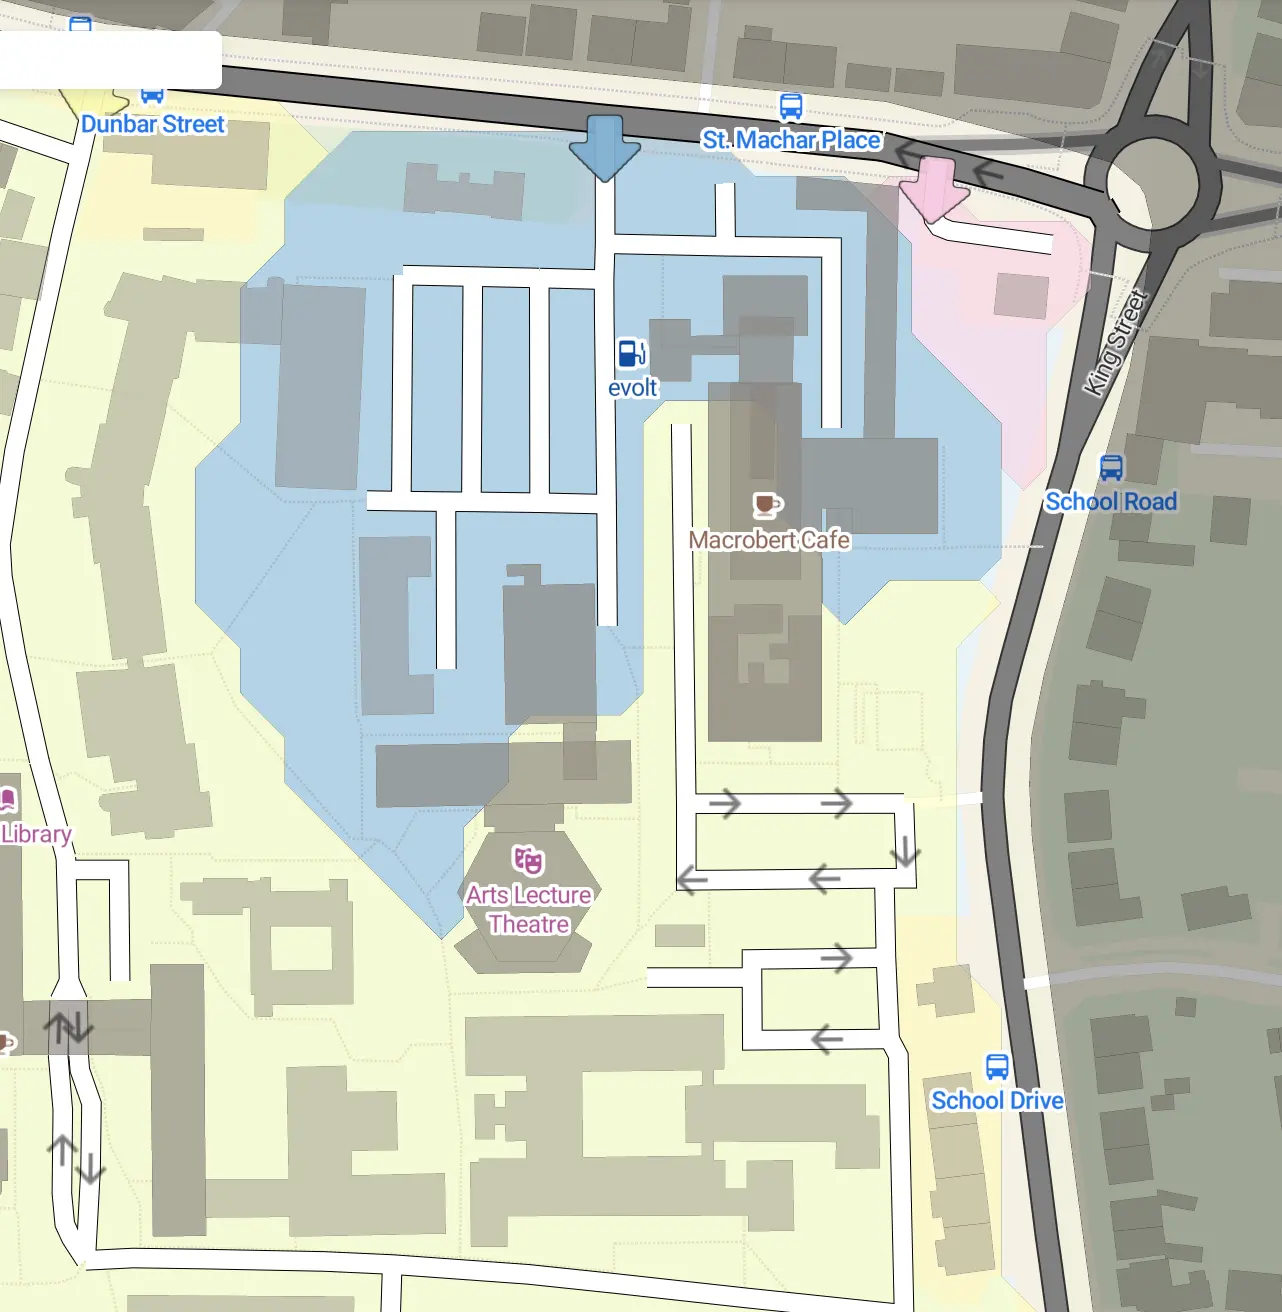 Dunbar Street
St. Machar Place
King Street
evolt
School Road
Macrobert Cafe
Library
Arts Lecture
Theatre
School Drive